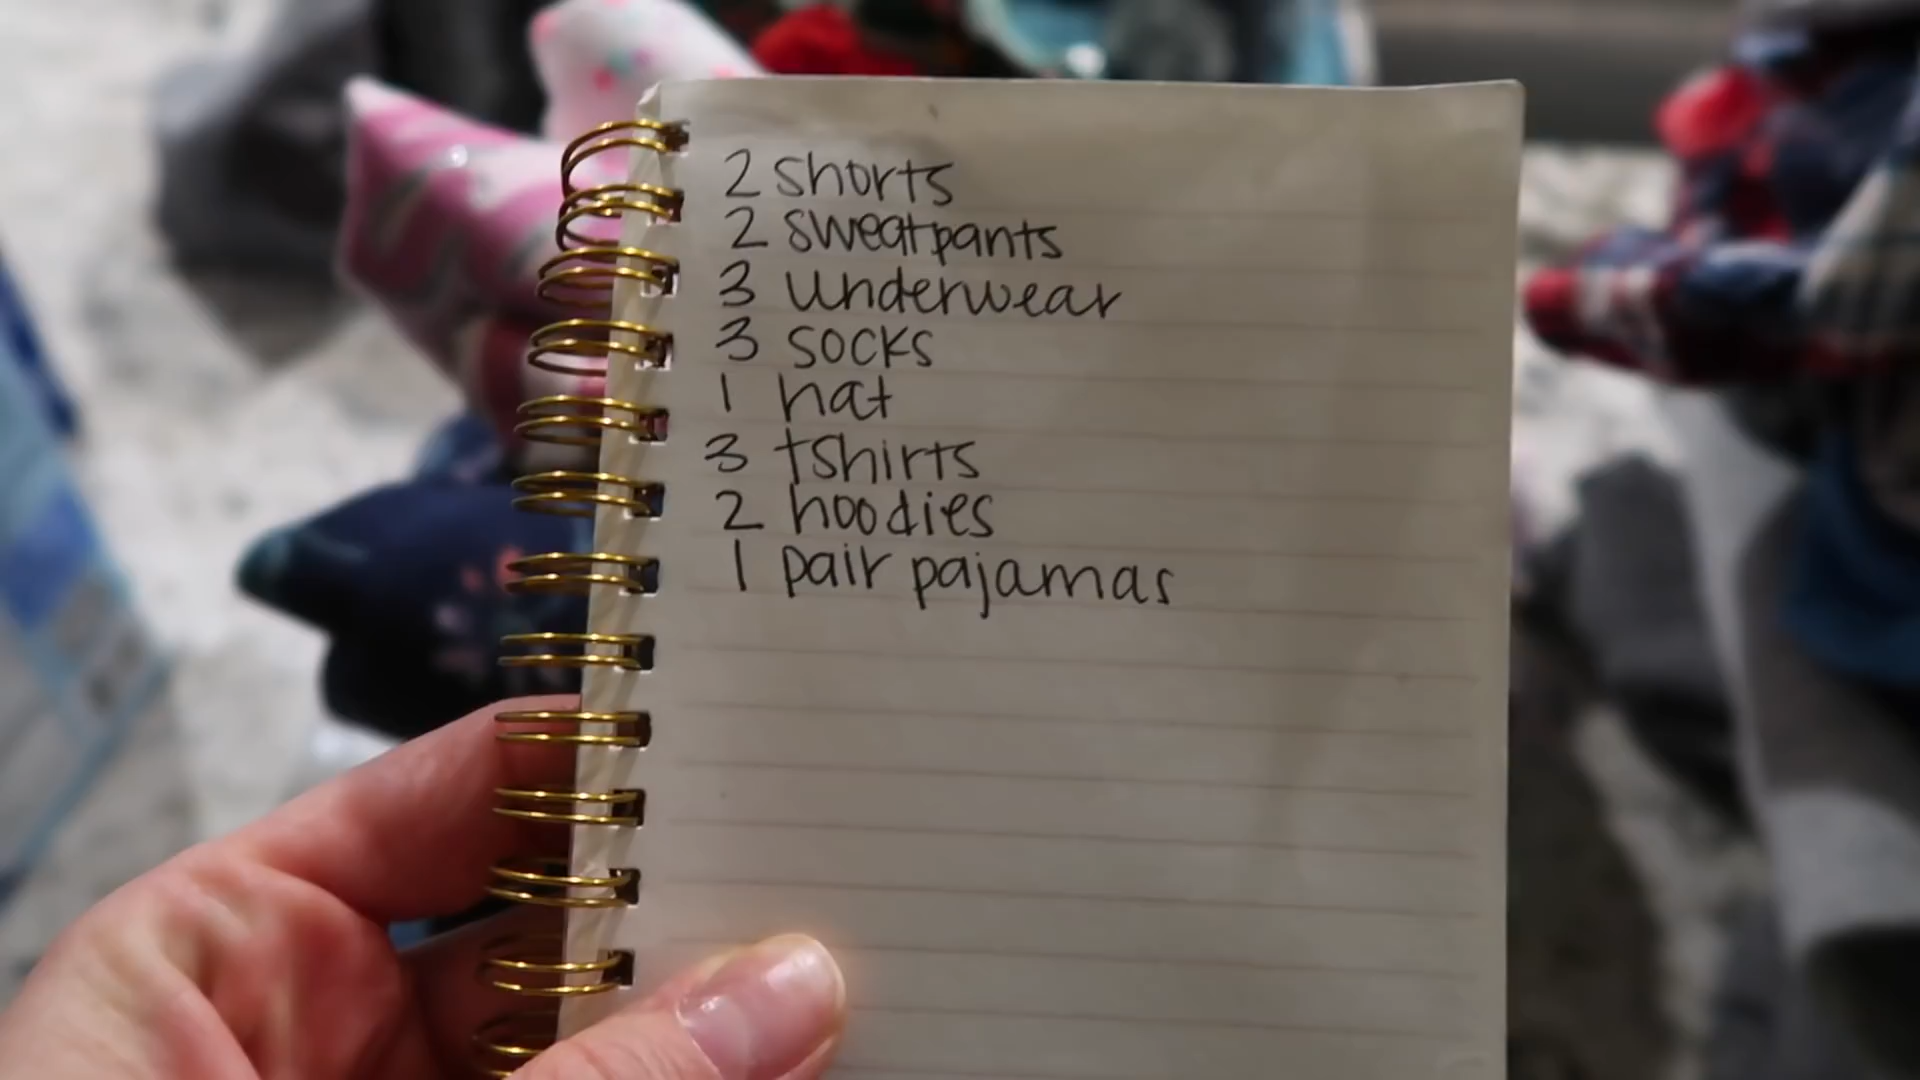 2 shorts
2 sweatpants
3 underwear
3 socks
1 hat
3 tshirts
2 hoodies
1 pair pajamas